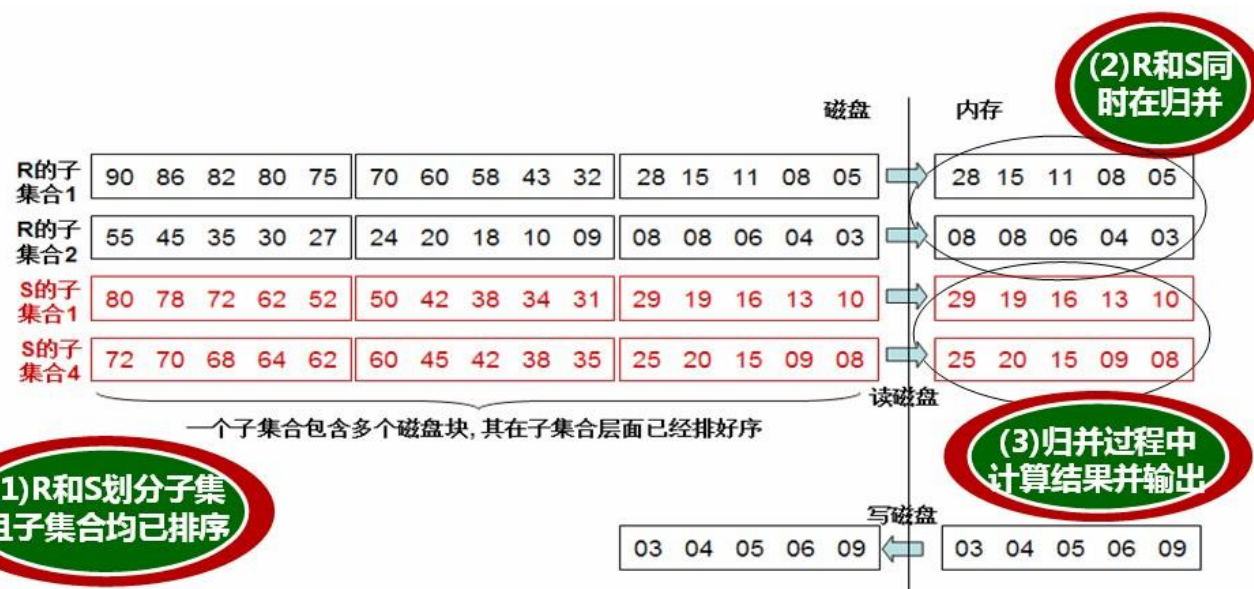 (2)R和S同
时在归并
磁盘 内存
R的子
集合1
90 86 82 80 75 70 60 58 43 32 28 15 11 08 05 28 15 11 08 05
R的子
集合2
55 45 35 30 27 24 20 18 10 09 08 08 06 04 03 08 08 06 04 03
S的子
集合1
80 78 72 62 52 50 42 38 34 31 29 19 16 13 10 29 19 16 13 10
S的子
集合4
72 70 68 64 62 60 45 42 38 35 25 20 15 09 08 25 20 15 09 08
读磁盘
一个子集合包含多个磁盘块,其在子集合层面已经排好序
(3)归并过程中
计算结果并输出
1)R和S划分子集
且子集合均已排序
写磁盘
03 04 05 06 09 03 04 05 06 09